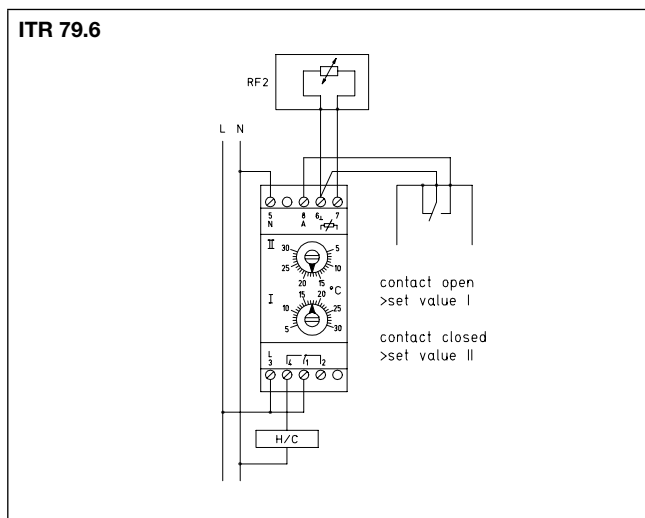 ITR 79.6
RF2
L N
5 8 6 7
N A
II 30 5
25 10
20 15
15 20 °C
I 10 25
5 30
L
3 4 1 2
H/C
contact open
>set value I
contact closed
>set value II